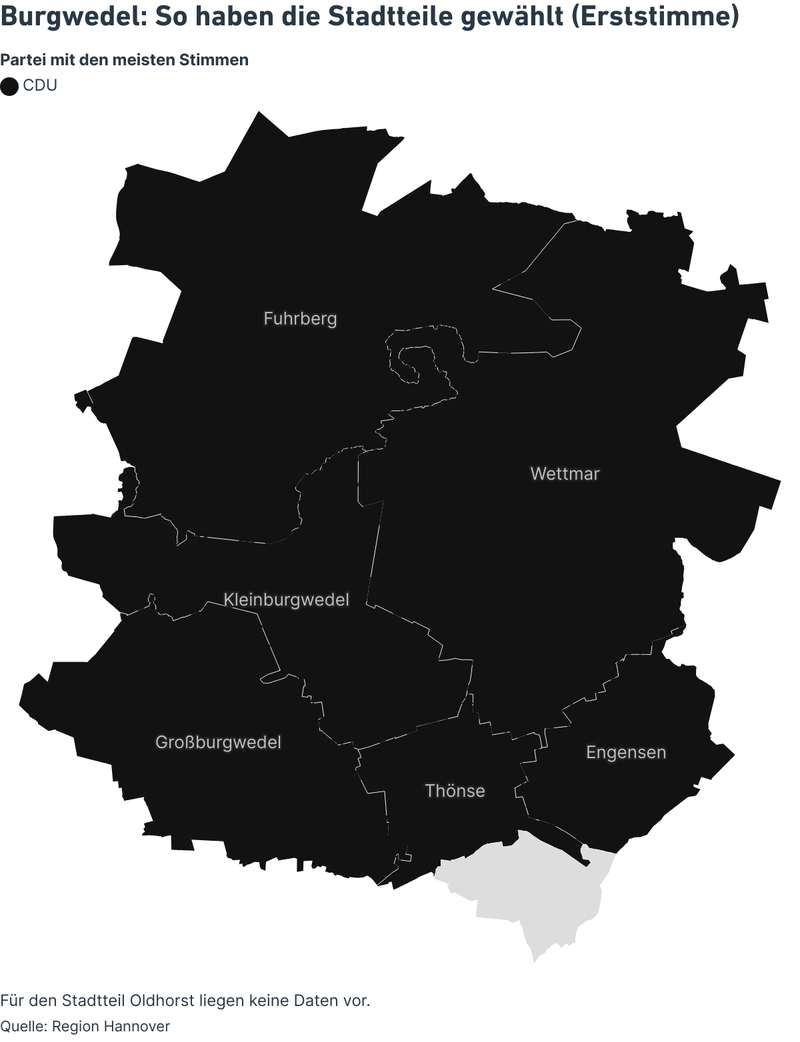 Burgwedel: So haben die Stadtteile gewählt (Erststimme)
Partei mit den meisten Stimmen
CDU
Fuhrberg
Wettmar
Kleinburgwedel
Großburgwedel
Engensen
Thönse
Für den Stadtteil Oldhorst liegen keine Daten vor.
Quelle: Region Hannover